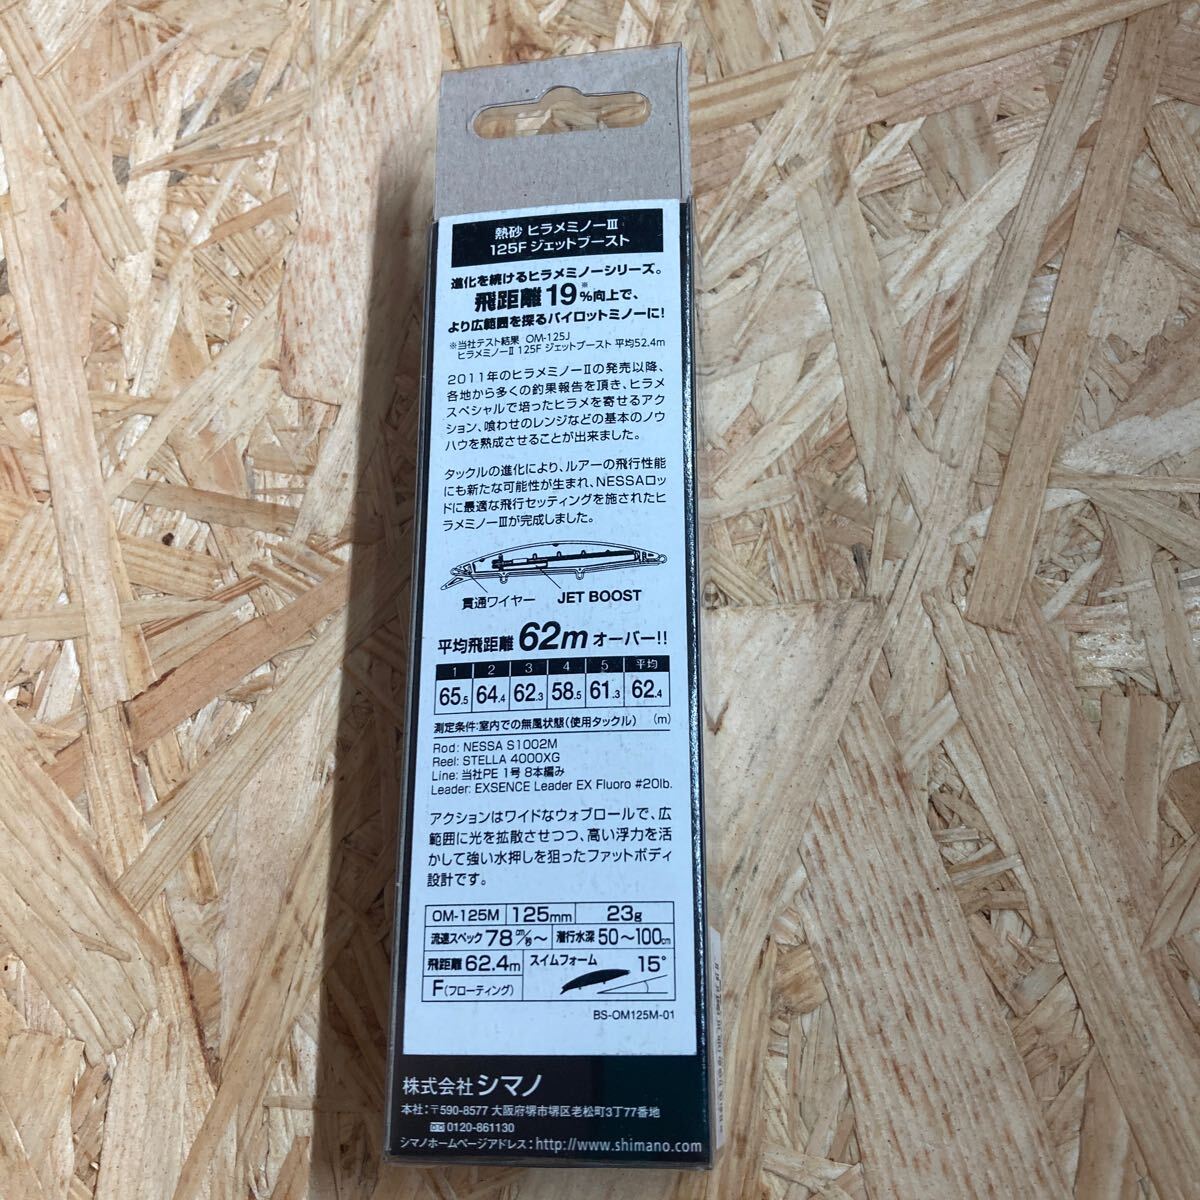 熱砂 ヒラメミノーⅢ
125F ジェットブースト
進化を続けるヒラメミノーシリーズ。
飛距離19※%向上で、
より広範囲を探るパイロットミノーに!
※当社テスト結果 OM-125J
ヒラメミノーⅡ 125F ジェットブースト 平均52.4m
2011年のヒラメミノーⅡの発売以降、
各地から多くの釣果報告を頂き、ヒラメ
スペシャルで培ったヒラメを寄せるアク
ション、喰わせのレンジなどの基本のノウ
ハウを熟成させることが出来ました。
タックルの進化により、ルアーの飛行性能
にも新たな可能性が生まれ、NESSAロッ
ドに最適な飛行セッティングを施されたヒ
ラメミノーⅢが完成しました。
貫通ワイヤー JET BOOST
平均飛距離 62m オーバー!!
1 2 3 4 5 平均
65.5 64.4 62.3 58.5 61.3 62.4
測定条件:室内での無風状態(使用タックル) (m)
Rod: NESSA S1002M
Reel: STELLA 4000XG
Line: 当社PE 1号 8本編み
Leader: EXSENCE Leader EX Fluoro #20lb.
アクションはワイドなウォブロールで、広
範囲に光を拡散させつつ、高い浮力を活
かして強い水押しを狙ったファットボディ
設計です。
OM-125M 125mm 23g
流速スペック 78cm/秒~ 潜行水深 50~100cm
飛距離 62.4m スイムフォーム 15°
F(フローティング)
BS-OM125M-01
株式会社シマノ
本社:〒590-8577 大阪府堺市堺区老松町3丁77番地
0120-861130
シマノホームページアドレス:http://www.shimano.com